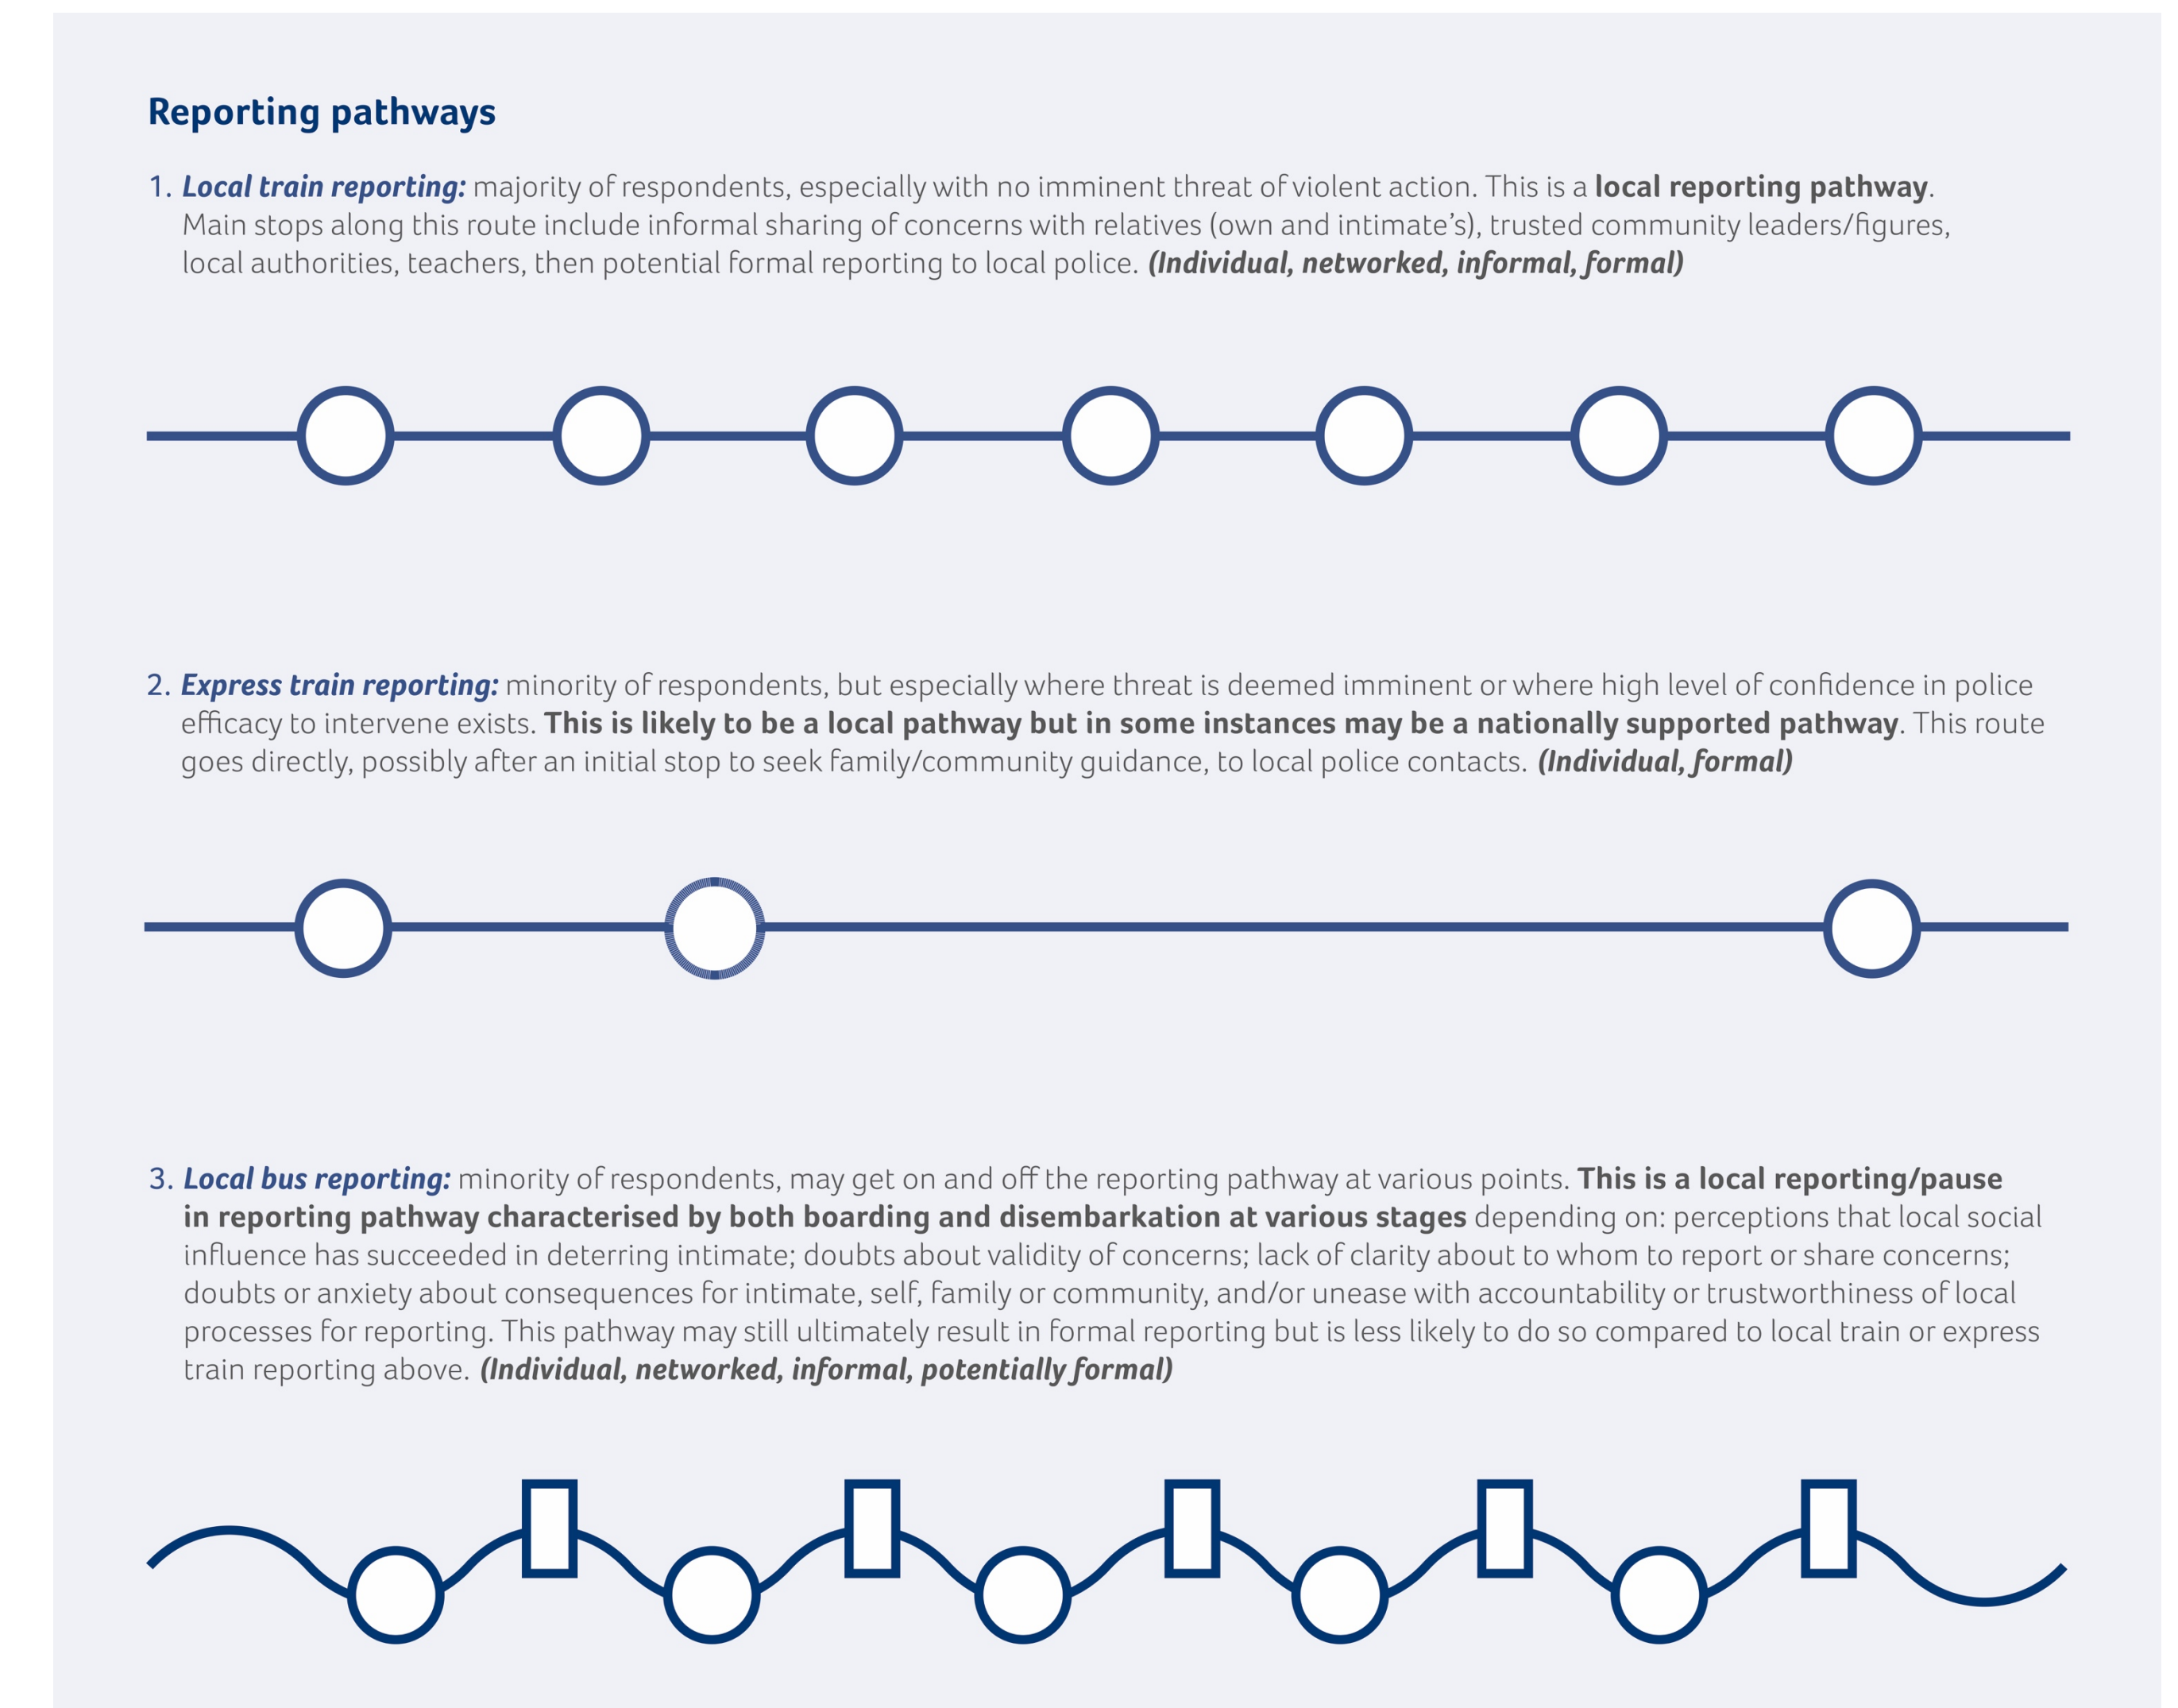 Reporting pathways
1. Local train reporting: majority of respondents, especially with no imminent threat of violent action. This is a local reporting pathway.
Main stops along this route include informal sharing of concerns with relatives (own and intimate’s), trusted community leaders/figures,
local authorities, teachers, then potential formal reporting to local police. (Individual, networked, informal, formal)
2. Express train reporting: minority of respondents, but especially where threat is deemed imminent or where high level of confidence in police
efficacy to intervene exists. This is likely to be a local pathway but in some instances may be a nationally supported pathway. This route
goes directly, possibly after an initial stop to seek family/community guidance, to local police contacts. (Individual, formal)
3. Local bus reporting: minority of respondents, may get on and off the reporting pathway at various points. This is a local reporting/pause
in reporting pathway characterised by both boarding and disembarkation at various stages depending on: perceptions that local social
influence has succeeded in deterring intimate; doubts about validity of concerns; lack of clarity about to whom to report or share concerns;
doubts or anxiety about consequences for intimate, self, family or community, and/or unease with accountability or trustworthiness of local
processes for reporting. This pathway may still ultimately result in formal reporting but is less likely to do so compared to local train or express
train reporting above. (Individual, networked, informal, potentially formal)